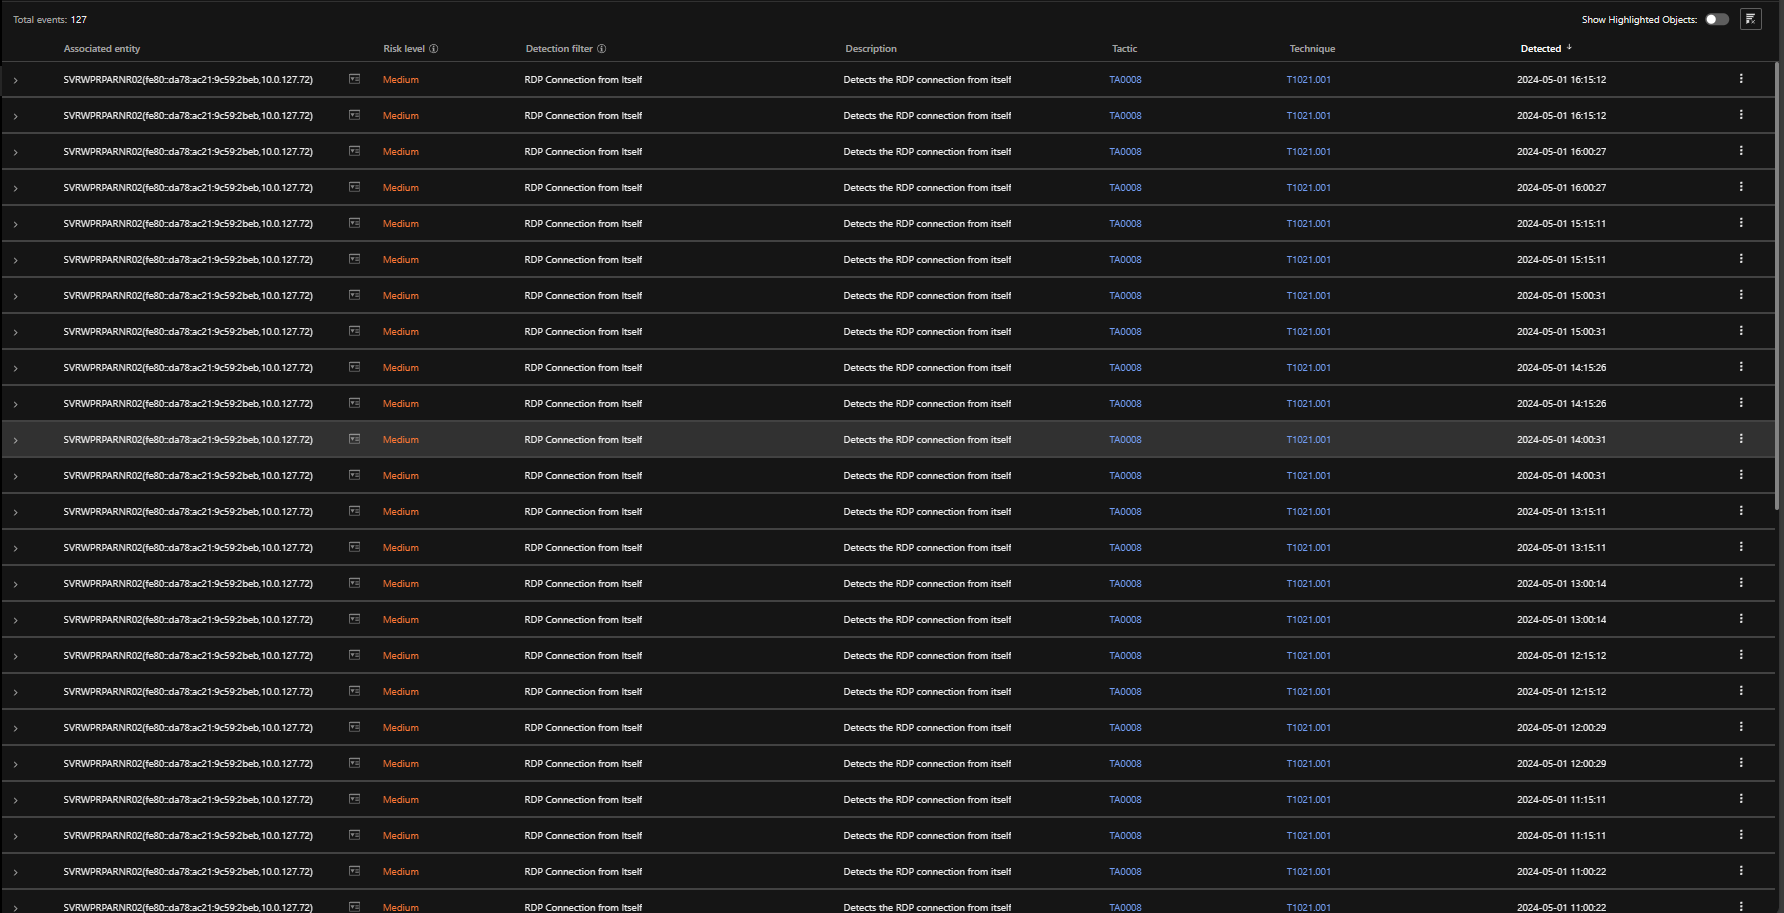 Total events: 127 Show Highlighted Objects:
Associated entity Risk level Detection filter Description Tactic Technique Detected
SVRWPRPARNR02(fe80::da78:ac21:9c59:2beb,10.0.127.72) Medium RDP Connection from Itself Detects the RDP connection from itself TA0008 T1021.001 2024-05-01 16:15:12
SVRWPRPARNR02(fe80::da78:ac21:9c59:2beb,10.0.127.72) Medium RDP Connection from Itself Detects the RDP connection from itself TA0008 T1021.001 2024-05-01 16:15:12
SVRWPRPARNR02(fe80::da78:ac21:9c59:2beb,10.0.127.72) Medium RDP Connection from Itself Detects the RDP connection from itself TA0008 T1021.001 2024-05-01 16:00:27
SVRWPRPARNR02(fe80::da78:ac21:9c59:2beb,10.0.127.72) Medium RDP Connection from Itself Detects the RDP connection from itself TA0008 T1021.001 2024-05-01 16:00:27
SVRWPRPARNR02(fe80::da78:ac21:9c59:2beb,10.0.127.72) Medium RDP Connection from Itself Detects the RDP connection from itself TA0008 T1021.001 2024-05-01 15:15:11
SVRWPRPARNR02(fe80::da78:ac21:9c59:2beb,10.0.127.72) Medium RDP Connection from Itself Detects the RDP connection from itself TA0008 T1021.001 2024-05-01 15:15:11
SVRWPRPARNR02(fe80::da78:ac21:9c59:2beb,10.0.127.72) Medium RDP Connection from Itself Detects the RDP connection from itself TA0008 T1021.001 2024-05-01 15:00:31
SVRWPRPARNR02(fe80::da78:ac21:9c59:2beb,10.0.127.72) Medium RDP Connection from Itself Detects the RDP connection from itself TA0008 T1021.001 2024-05-01 15:00:31
SVRWPRPARNR02(fe80::da78:ac21:9c59:2beb,10.0.127.72) Medium RDP Connection from Itself Detects the RDP connection from itself TA0008 T1021.001 2024-05-01 14:15:26
SVRWPRPARNR02(fe80::da78:ac21:9c59:2beb,10.0.127.72) Medium RDP Connection from Itself Detects the RDP connection from itself TA0008 T1021.001 2024-05-01 14:15:26
SVRWPRPARNR02(fe80::da78:ac21:9c59:2beb,10.0.127.72) Medium RDP Connection from Itself Detects the RDP connection from itself TA0008 T1021.001 2024-05-01 14:00:31
SVRWPRPARNR02(fe80::da78:ac21:9c59:2beb,10.0.127.72) Medium RDP Connection from Itself Detects the RDP connection from itself TA0008 T1021.001 2024-05-01 14:00:31
SVRWPRPARNR02(fe80::da78:ac21:9c59:2beb,10.0.127.72) Medium RDP Connection from Itself Detects the RDP connection from itself TA0008 T1021.001 2024-05-01 13:15:11
SVRWPRPARNR02(fe80::da78:ac21:9c59:2beb,10.0.127.72) Medium RDP Connection from Itself Detects the RDP connection from itself TA0008 T1021.001 2024-05-01 13:15:11
SVRWPRPARNR02(fe80::da78:ac21:9c59:2beb,10.0.127.72) Medium RDP Connection from Itself Detects the RDP connection from itself TA0008 T1021.001 2024-05-01 13:00:14
SVRWPRPARNR02(fe80::da78:ac21:9c59:2beb,10.0.127.72) Medium RDP Connection from Itself Detects the RDP connection from itself TA0008 T1021.001 2024-05-01 13:00:14
SVRWPRPARNR02(fe80::da78:ac21:9c59:2beb,10.0.127.72) Medium RDP Connection from Itself Detects the RDP connection from itself TA0008 T1021.001 2024-05-01 12:15:12
SVRWPRPARNR02(fe80::da78:ac21:9c59:2beb,10.0.127.72) Medium RDP Connection from Itself Detects the RDP connection from itself TA0008 T1021.001 2024-05-01 12:15:12
SVRWPRPARNR02(fe80::da78:ac21:9c59:2beb,10.0.127.72) Medium RDP Connection from Itself Detects the RDP connection from itself TA0008 T1021.001 2024-05-01 12:00:29
SVRWPRPARNR02(fe80::da78:ac21:9c59:2beb,10.0.127.72) Medium RDP Connection from Itself Detects the RDP connection from itself TA0008 T1021.001 2024-05-01 12:00:29
SVRWPRPARNR02(fe80::da78:ac21:9c59:2beb,10.0.127.72) Medium RDP Connection from Itself Detects the RDP connection from itself TA0008 T1021.001 2024-05-01 11:15:11
SVRWPRPARNR02(fe80::da78:ac21:9c59:2beb,10.0.127.72) Medium RDP Connection from Itself Detects the RDP connection from itself TA0008 T1021.001 2024-05-01 11:15:11
SVRWPRPARNR02(fe80::da78:ac21:9c59:2beb,10.0.127.72) Medium RDP Connection from Itself Detects the RDP connection from itself TA0008 T1021.001 2024-05-01 11:00:22
SVRWPRPARNR02(fe80::da78:ac21:9c59:2beb,10.0.127.72) Medium RDP Connection from Itself Detects the RDP connection from itself TA0008 T1021.001 2024-05-01 11:00:22